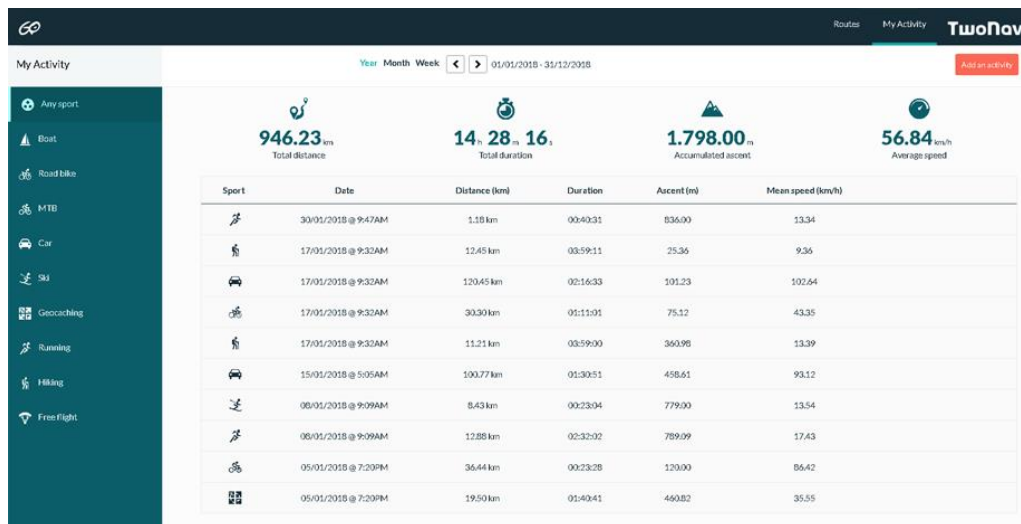 Routes My Activity TwoNav
My Activity
Year Month Week 01/01/2018 - 31/12/2018
Add an activity
Any sport
Boat
Road bike
MTB
Car
Ski
Geocaching
Running
Hiking
Free flight
946.23 km 14 h 28 m 16 s 1.798.00 m 56.84 km/h
Total distance Total duration Accumulated ascent Average speed
Sport Date Distance (km) Duration Ascent (m) Mean speed (km/h)
30/01/2018 @ 9:47AM 1.18 km 00:40:31 836.00 13.34
17/01/2018 @ 9:32AM 12.45 km 03:59:11 25.36 9.36
17/01/2018 @ 9:32AM 120.45 km 02:16:33 101.23 102.64
17/01/2018 @ 9:32AM 30.30 km 01:11:01 75.12 43.35
17/01/2018 @ 9:32AM 11.21 km 03:59:00 360.98 13.39
15/01/2018 @ 5:05AM 100.77 km 01:30:51 458.61 93.12
08/01/2018 @ 9:09AM 8.43 km 00:23:04 779.00 13.54
08/01/2018 @ 9:09AM 12.88 km 02:32:02 789.09 17.43
05/01/2018 @ 7:20PM 36.44 km 00:23:28 120.00 86.42
05/01/2018 @ 7:20PM 19.50 km 01:40:41 460.82 35.55